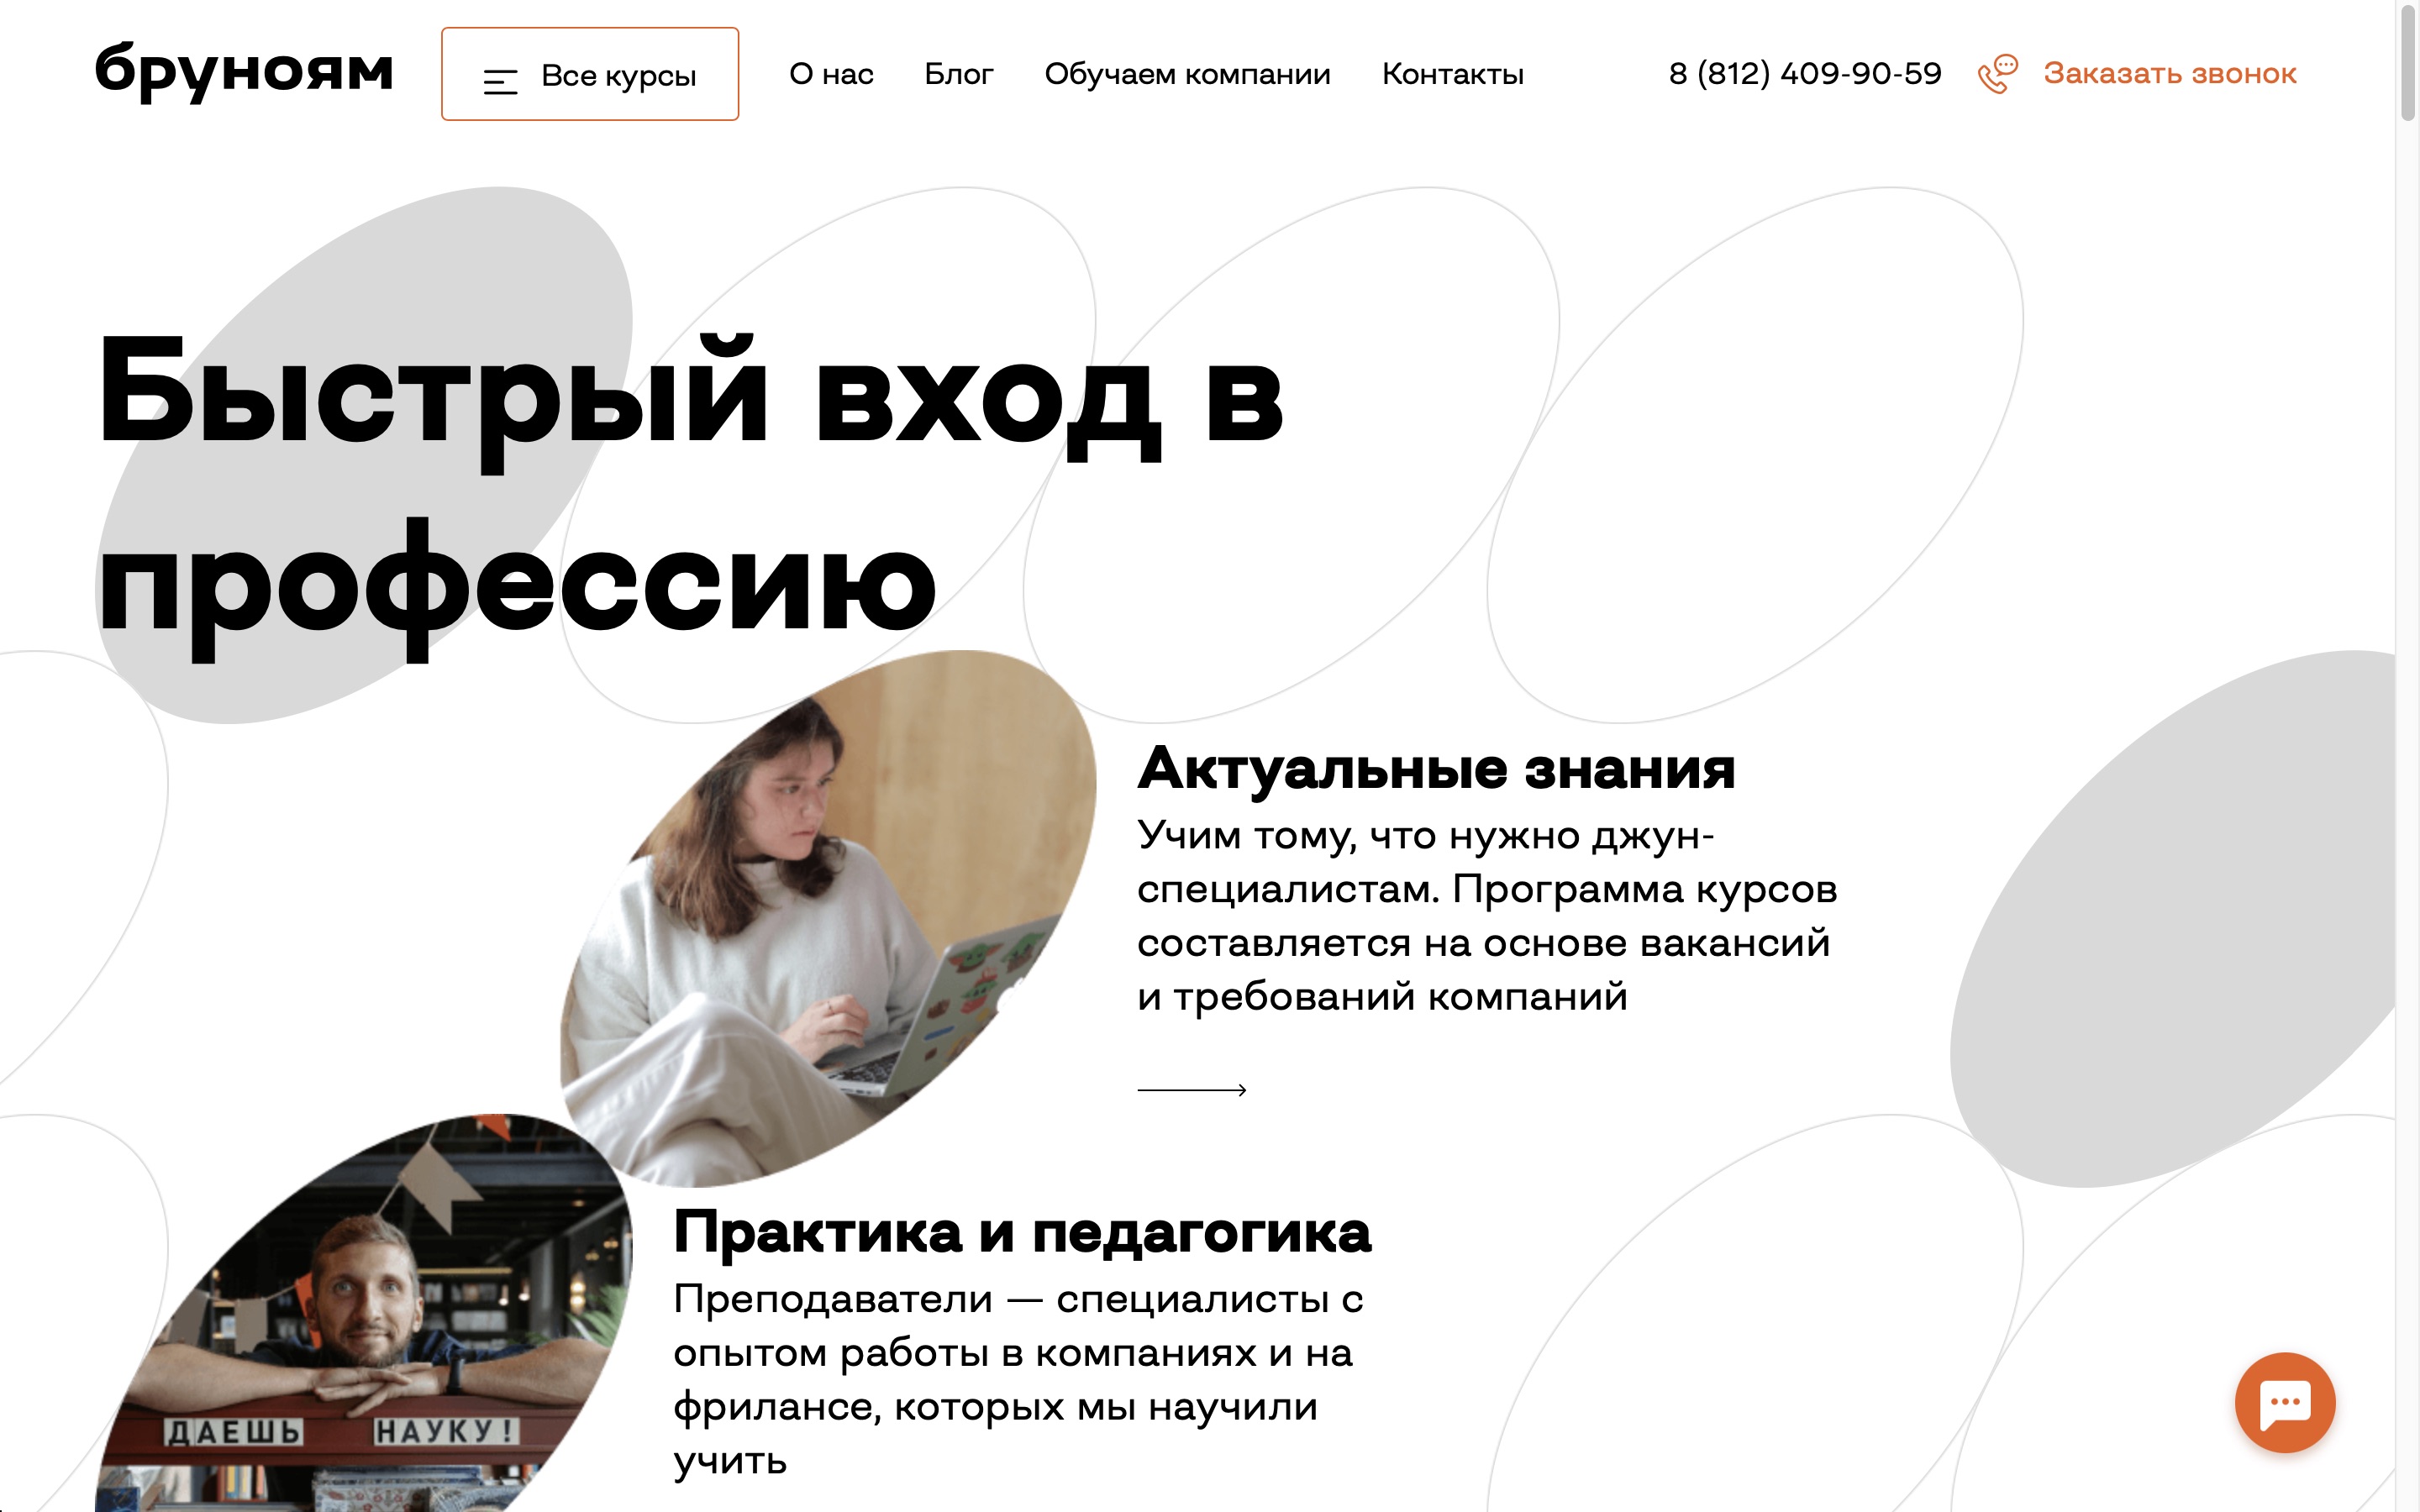 бруноям
Все курсы
О нас
Блог
Обучаем компании
Контакты
8 (812) 409-90-59
Заказать звонок
Быстрый вход в
профессию
Актуальные знания
Учим тому, что нужно джун-
специалистам. Программа курсов
составляется на основе вакансий
и требований компаний
Практика и педагогика
Преподаватели — специалисты с
опытом работы в компаниях и на
фрилансе, которых мы научили
учить
ДАЕШЬ НАУКУ!